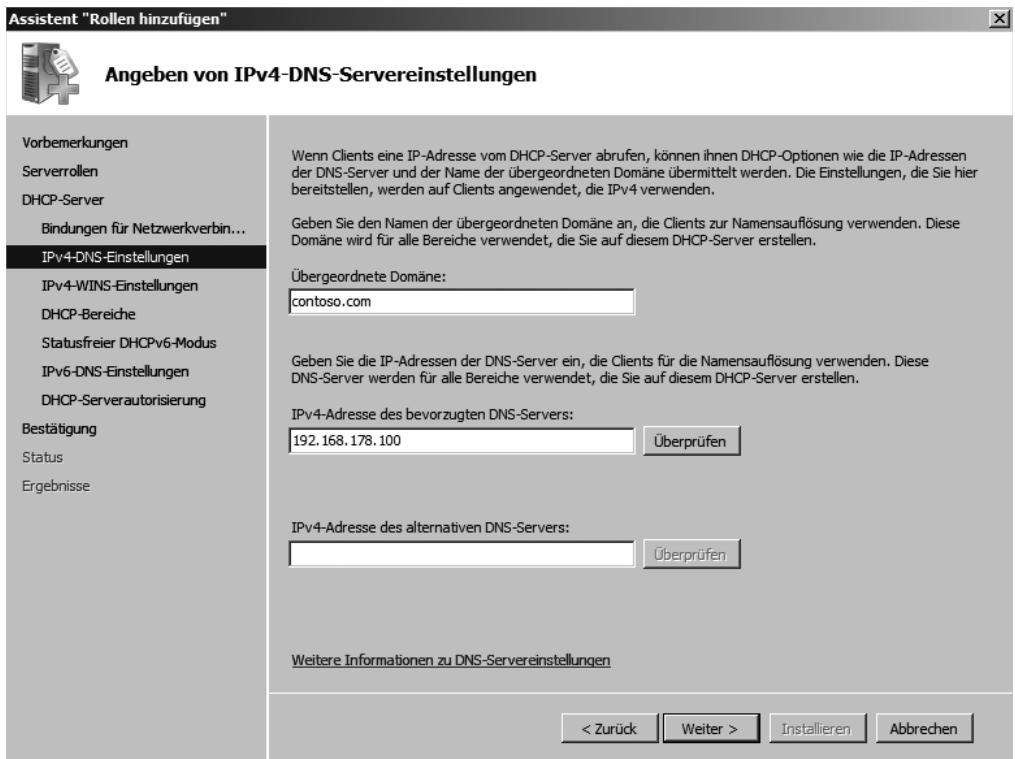 Assistent "Rollen hinzufügen"
Angeben von IPv4-DNS-Servereinstellungen
Vorbemerkungen
Serverrollen
DHCP-Server
Bindungen für Netzwerkverbin...
IPv4-DNS-Einstellungen
IPv4-WINS-Einstellungen
DHCP-Bereiche
Statusfreier DHCPv6-Modus
IPv6-DNS-Einstellungen
DHCP-Serverautorisierung
Bestätigung
Status
Ergebnisse
Wenn Clients eine IP-Adresse vom DHCP-Server abrufen, können ihnen DHCP-Optionen wie die IP-Adressen
der DNS-Server und der Name der übergeordneten Domäne übermittelt werden. Die Einstellungen, die Sie hier
bereitstellen, werden auf Clients angewendet, die IPv4 verwenden.
Geben Sie den Namen der übergeordneten Domäne an, die Clients zur Namensauflösung verwenden. Diese
Domäne wird für alle Bereiche verwendet, die Sie auf diesem DHCP-Server erstellen.
Übergeordnete Domäne:
contoso.com
Geben Sie die IP-Adressen der DNS-Server ein, die Clients für die Namensauflösung verwenden. Diese
DNS-Server werden für alle Bereiche verwendet, die Sie auf diesem DHCP-Server erstellen.
IPv4-Adresse des bevorzugten DNS-Servers:
192.168.178.100 Überprüfen
IPv4-Adresse des alternativen DNS-Servers:
Überprüfen
Weitere Informationen zu DNS-Servereinstellungen
< Zurück Weiter > Installieren Abbrechen